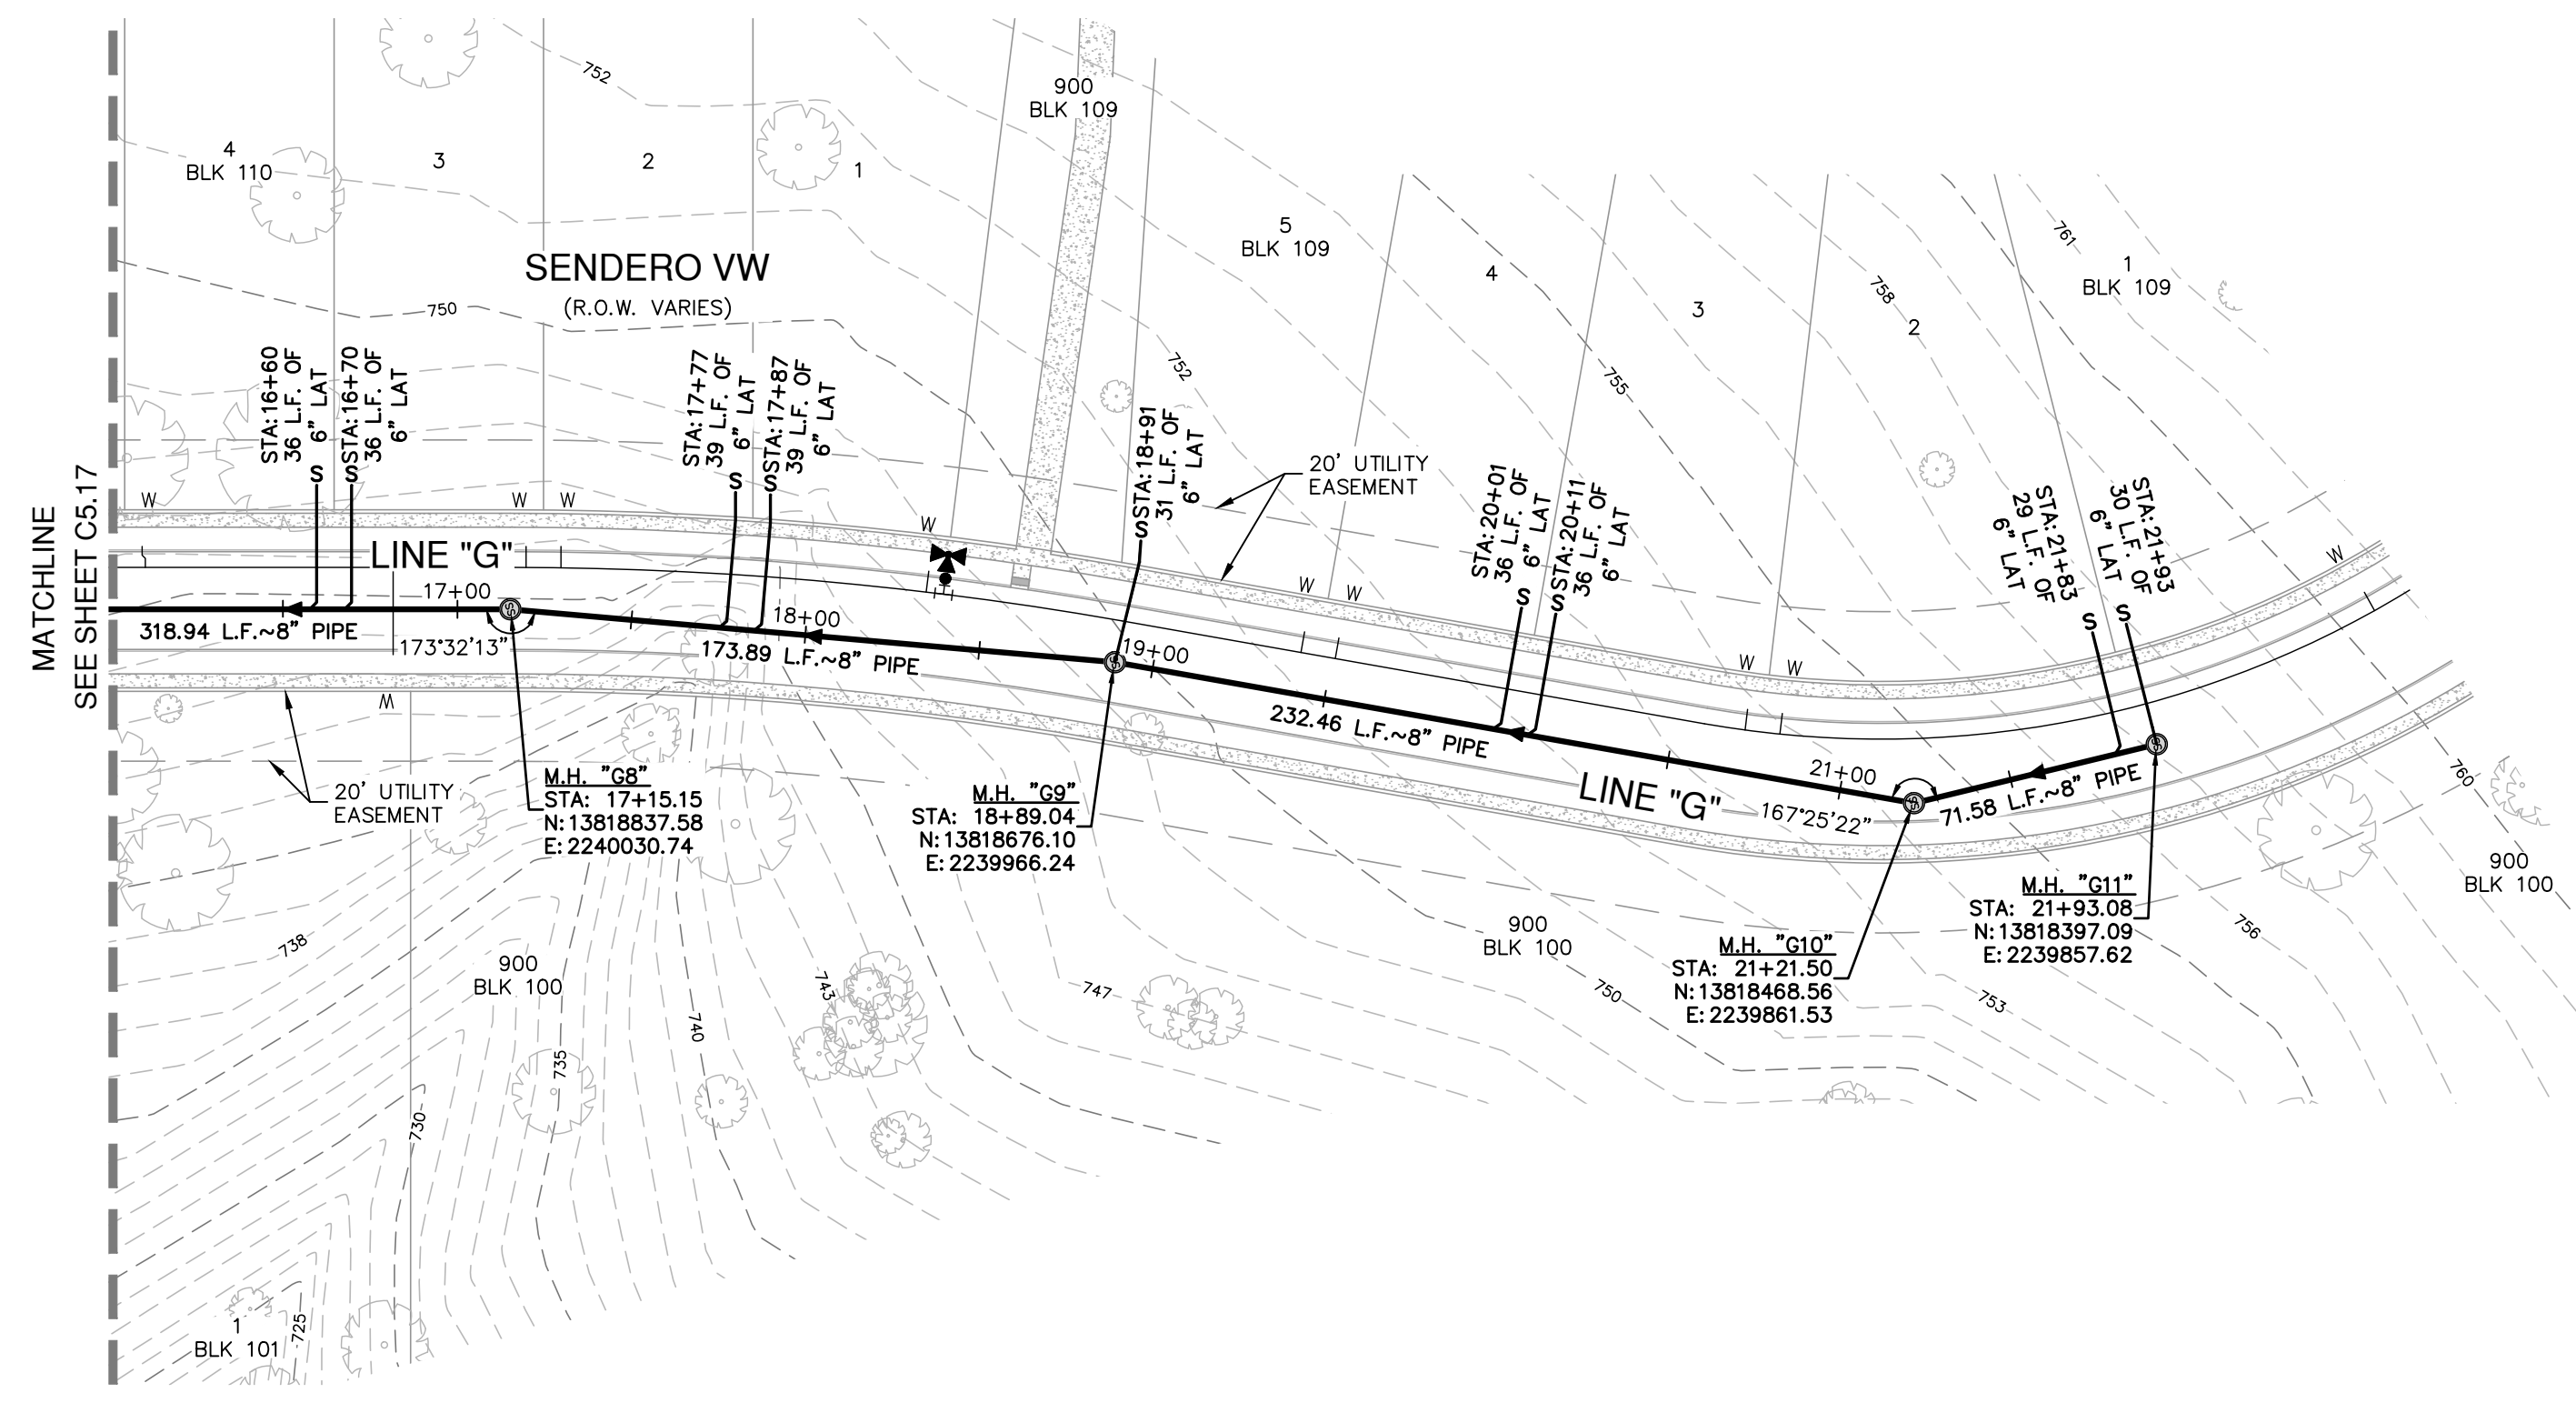 752
900
BLK 109
4
BLK 110
3
2
1
5
BLK 109
4
3
2
1
BLK 109
761
758
SENDERO VW
(R.O.W. VARIES)
750
752
755
STA:16+60
36 L.F. OF
6" LAT
S
STA:16+70
36 L.F. OF
6" LAT
S
STA:17+77
39 L.F. OF
6" LAT
S
STA:17+87
39 L.F. OF
6" LAT
S
STA:18+91
31 L.F. OF
6" LAT
S
20' UTILITY
EASEMENT
STA:20+01
36 L.F. OF
6" LAT
S
STA:20+11
36 L.F. OF
6" LAT
S
STA:21+83
29 L.F. OF
6" LAT
S
STA:21+93
30 L.F. OF
6" LAT
S
MATCHLINE
SEE SHEET C5.17
W
W
W
W
W
W
W
W
W
W
LINE "G"
17+00
318.94 L.F.~8" PIPE
173°32'13"
18+00
173.89 L.F.~8" PIPE
19+00
232.46 L.F.~8" PIPE
LINE "G"
21+00
167°25'22"
71.58 L.F.~8" PIPE
20' UTILITY
EASEMENT
M.H. "G8"
STA: 17+15.15
N:13818837.58
E:2240030.74
M.H. "G9"
STA: 18+89.04
N:13818676.10
E:2239966.24
M.H. "G10"
STA: 21+21.50
N:13818468.56
E:2239861.53
M.H. "G11"
STA: 21+93.08
N:13818397.09
E:2239857.62
760
900
BLK 100
756
753
750
900
BLK 100
747
743
740
738
900
BLK 100
735
730
725
1
BLK 101